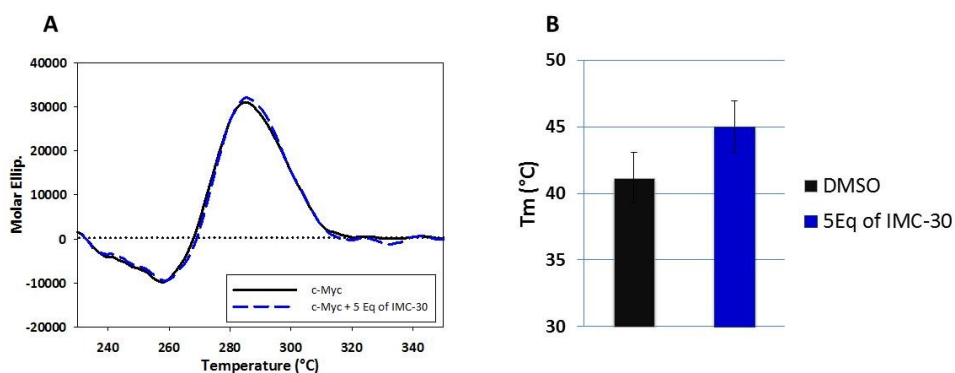 A
40000
30000
20000
10000
0
-10000
-20000
Molar Ellip.
240 260 280 300 320 340
Temperature (°C)
c-Myc
c-Myc + 5 Eq of IMC-30
B
50
45
40
35
30
Tm (°C)
DMSO
5Eq of IMC-30